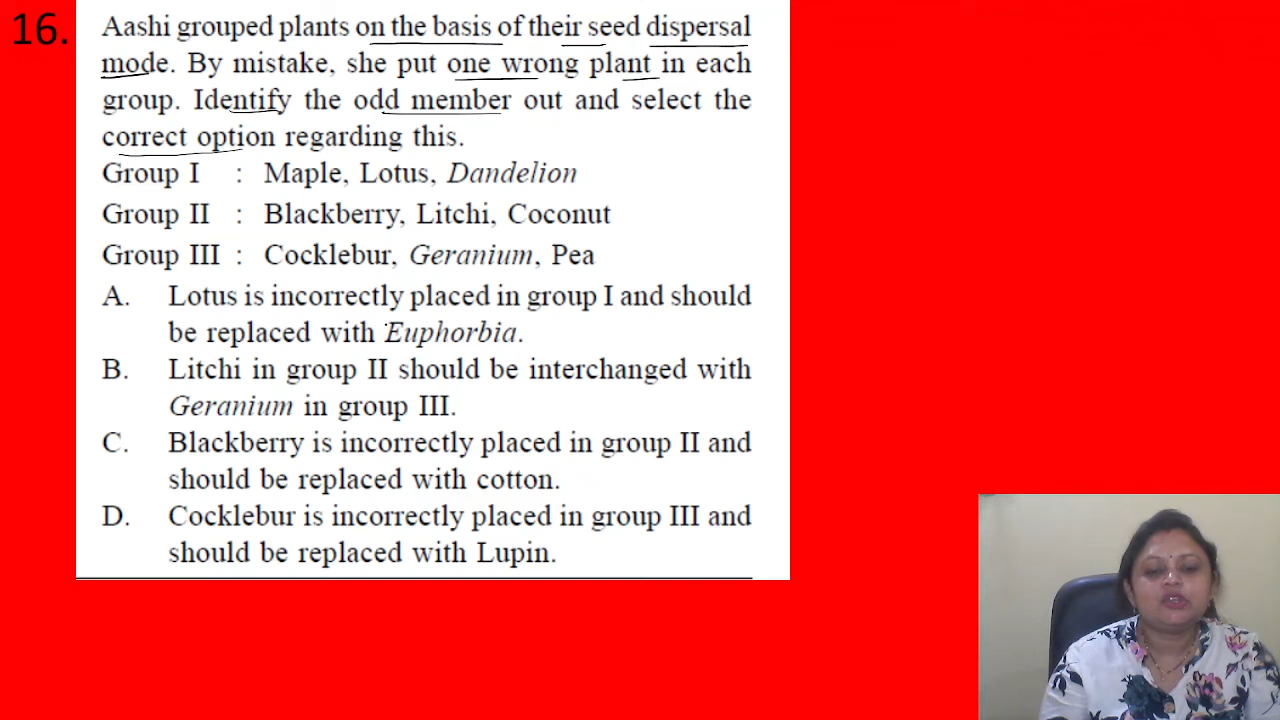 16.
Aashi grouped plants on the basis of their seed dispersal
mode. By mistake, she put one wrong plant in each
group. Identify the odd member out and select the
correct option regarding this.
Group I : Maple, Lotus, Dandelion
Group II : Blackberry, Litchi, Coconut
Group III : Cocklebur, Geranium, Pea
A. Lotus is incorrectly placed in group I and should
be replaced with Euphorbia.
B. Litchi in group II should be interchanged with
Geranium in group III.
C. Blackberry is incorrectly placed in group II and
should be replaced with cotton.
D. Cocklebur is incorrectly placed in group III and
should be replaced with Lupin.